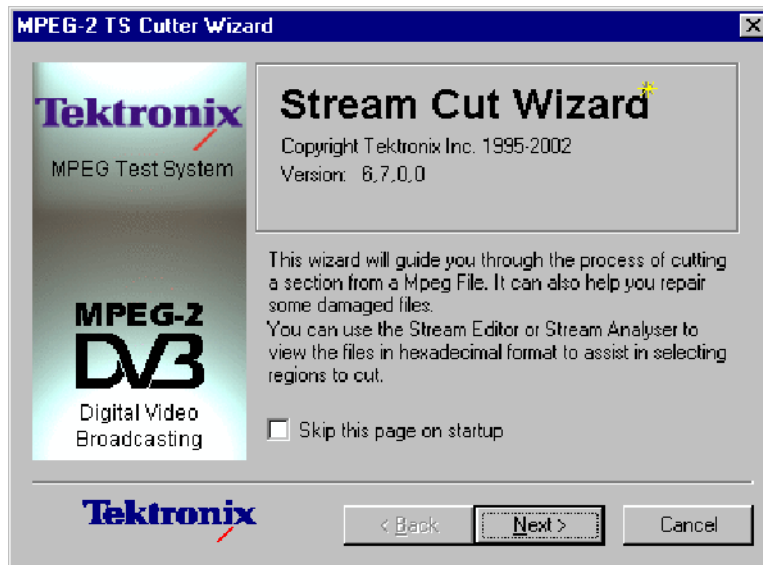 MPEG-2 TS Cutter Wizard
Tektronix
MPEG Test System
MPEG-2
DVB
Digital Video
Broadcasting
Stream Cut Wizard
Copyright Tektronix Inc. 1995-2002
Version: 6,7,0,0
This wizard will guide you through the process of cutting
a section from a Mpeg File. It can also help you repair
some damaged files.
You can use the Stream Editor or Stream Analyser to
view the files in hexadecimal format to assist in selecting
regions to cut.
Skip this page on startup
Tektronix
< Back
Next >
Cancel